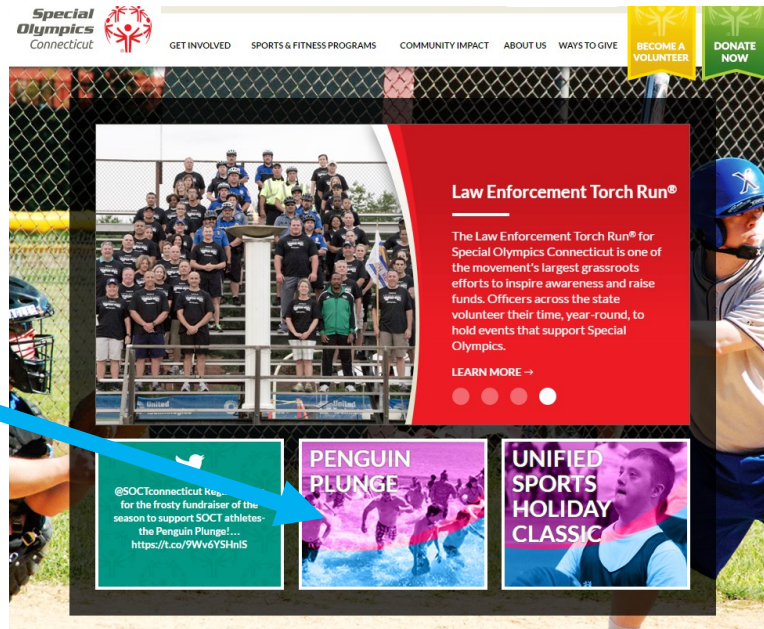 Special
Olympics
Connecticut
GET INVOLVED SPORTS & FITNESS PROGRAMS COMMUNITY IMPACT ABOUT US WAYS TO GIVE
BECOME A
VOLUNTEER
DONATE
NOW
Law Enforcement Torch Run®
The Law Enforcement Torch Run® for
Special Olympics Connecticut is one of
the movement's largest grassroots
efforts to inspire awareness and raise
funds. Officers across the state
volunteer their time, year-round, to
hold events that support Special
Olympics.
LEARN MORE →
United
@SOCTconnecticut
for the frosty fundraiser of the
season to support SOCT athletes-
the Penguin Plunge!...
https://t.co/9Wv6YSHnlS
PENGUIN
PLUNGE
UNIFIED
SPORTS
HOLIDAY
CLASSIC